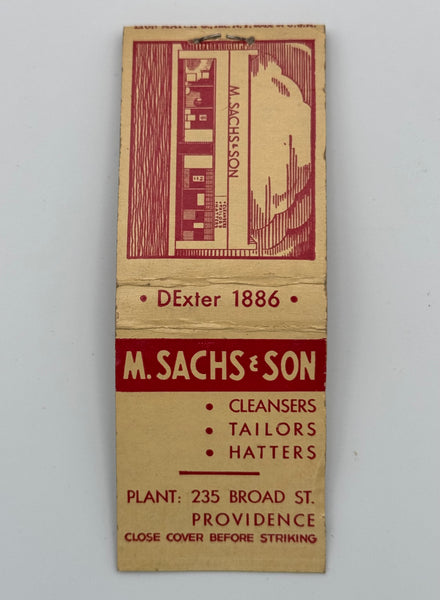 M. SACHS & SON
• DExter 1886 •
M. SACHS & SON
• CLEANSERS
• TAILORS
• HATTERS
PLANT: 235 BROAD ST.
PROVIDENCE
CLOSE COVER BEFORE STRIKING